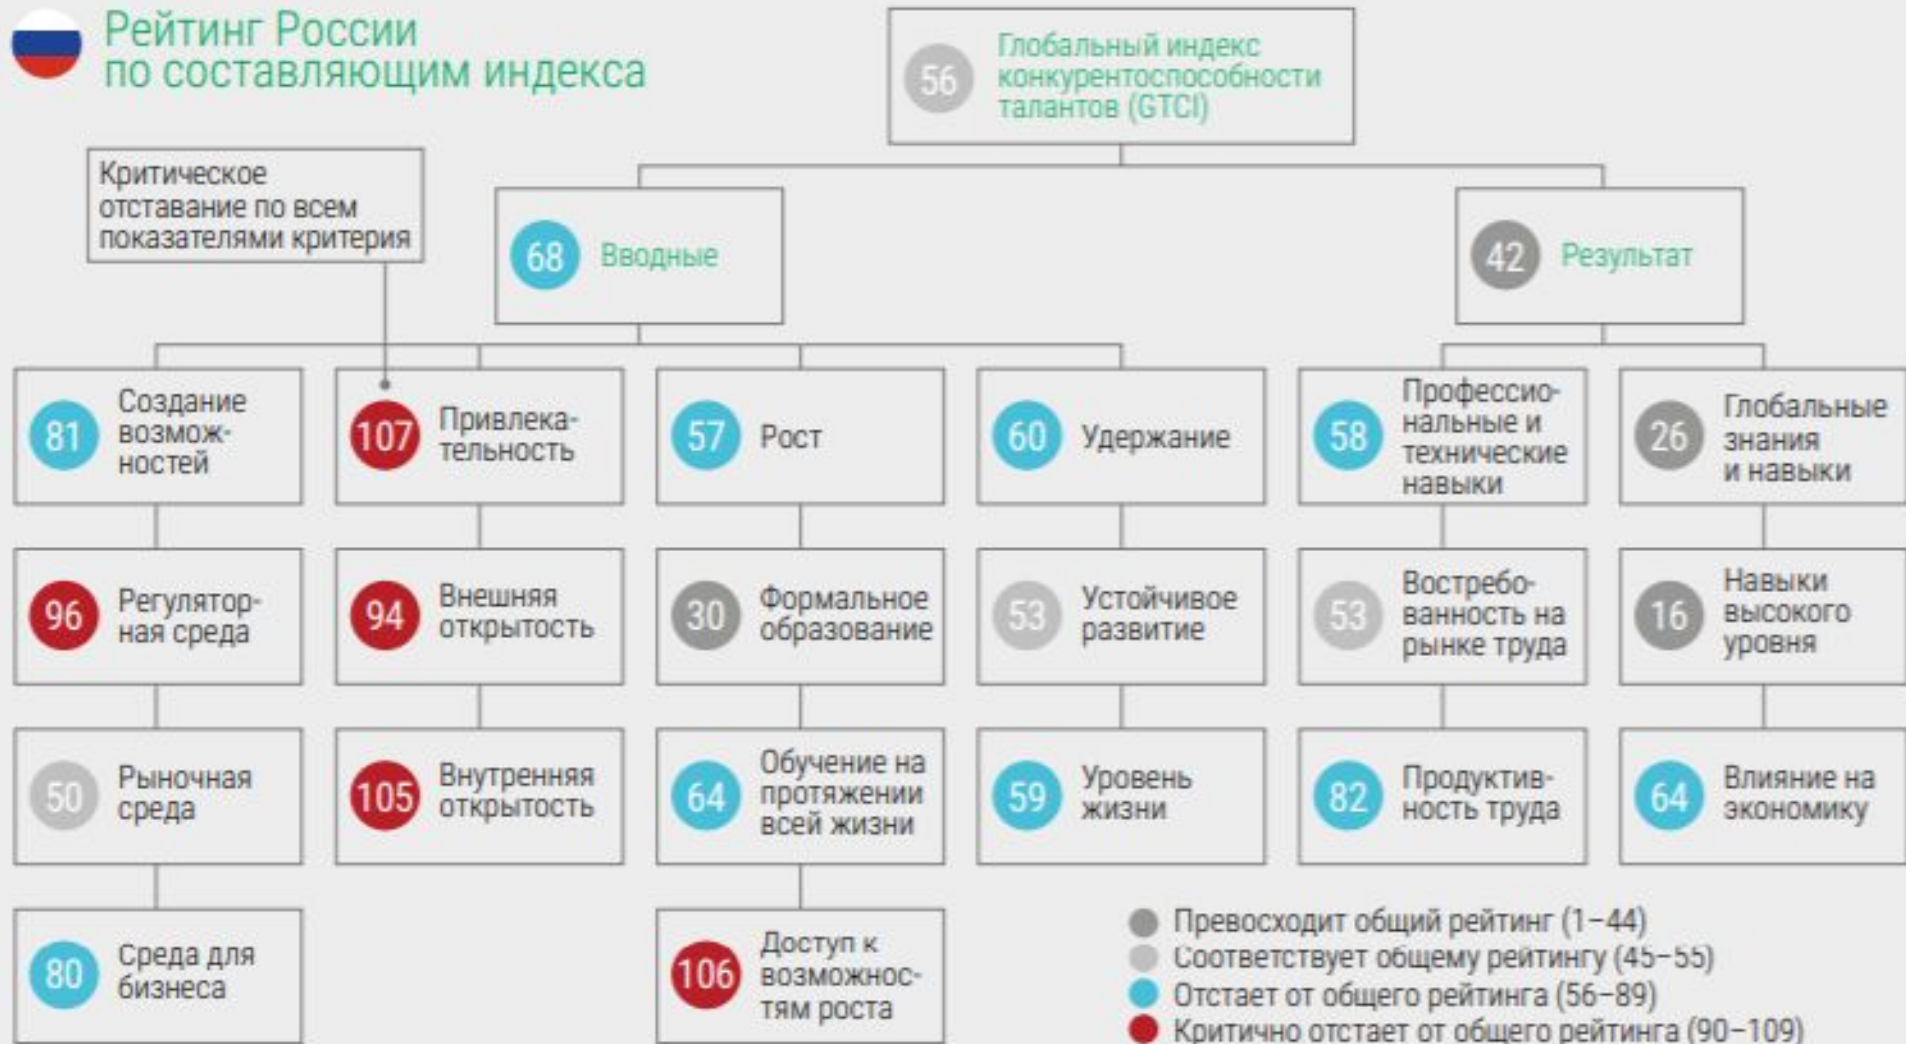 Рейтинг России
по составляющим индекса
56
Глобальный индекс
конкурентоспособности
талантов (GTCI)
Критическое
отставание по всем
показателями критерия
68 Вводные
42 Результат
81
Создание
возмож-
ностей
107
Привлека-
тельность
57 Рост
60 Удержание
58
Профессио-
нальные и
технические
навыки
26
Глобальные
знания
и навыки
96
Регулятор-
ная среда
94
Внешняя
открытость
30
Формальное
образование
53
Устойчивое
развитие
53
Востребо-
ванность на
рынке труда
16
Навыки
высокого
уровня
50
Рыночная
среда
105
Внутренняя
открытость
64
Обучение на
протяжении
всей жизни
59
Уровень
жизни
82
Продуктив-
ность труда
64
Влияние на
экономику
80
Среда для
бизнеса
106
Доступ к
возможнос-
тям роста
Превосходит общий рейтинг (1–44)
Соответствует общему рейтингу (45–55)
Отстает от общего рейтинга (56–89)
Критично отстает от общего рейтинга (90–109)